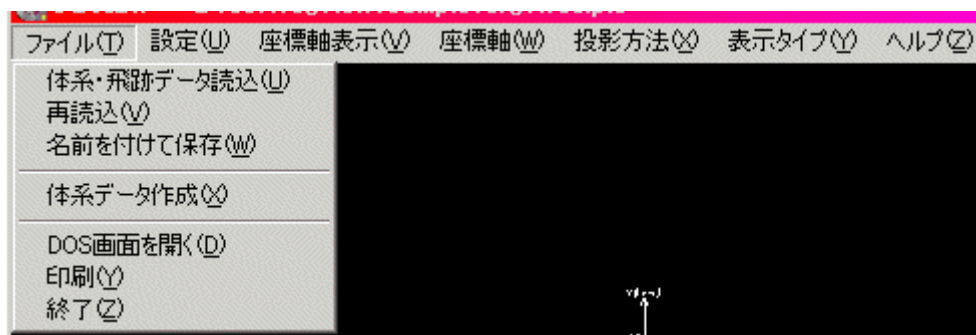 ファイル(T) 設定(U) 座標軸表示(V) 座標軸(W) 投影方法(X) 表示タイプ(Y) ヘルプ(Z)
体系・飛跡データ読込(U)
再読込(V)
名前を付けて保存(W)
体系データ作成(X)
DOS画面を開く(D)
印刷(Y)
終了(Z)